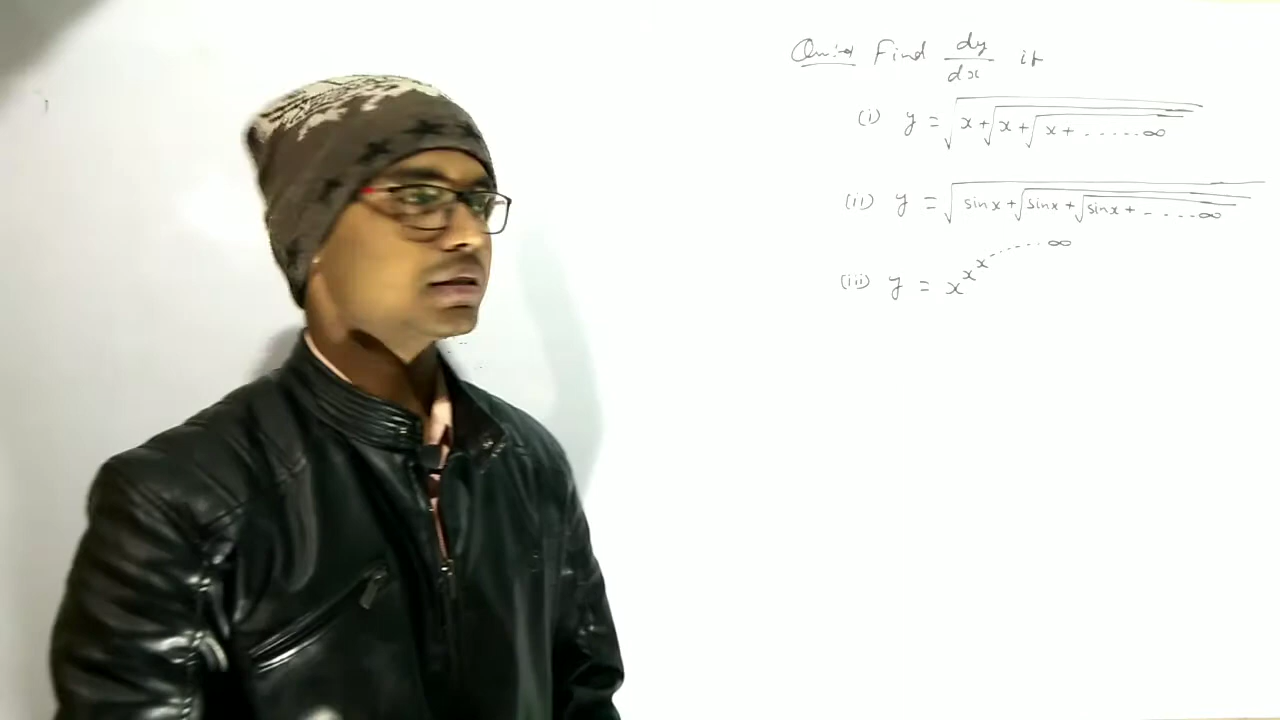 Find dy/dx if
(i) y = √(x + √(x + √(x + ......∞
(ii) y = √(sinx + √(sinx + √(sinx + - ....∞
(iii) y = x^x^x^......∞